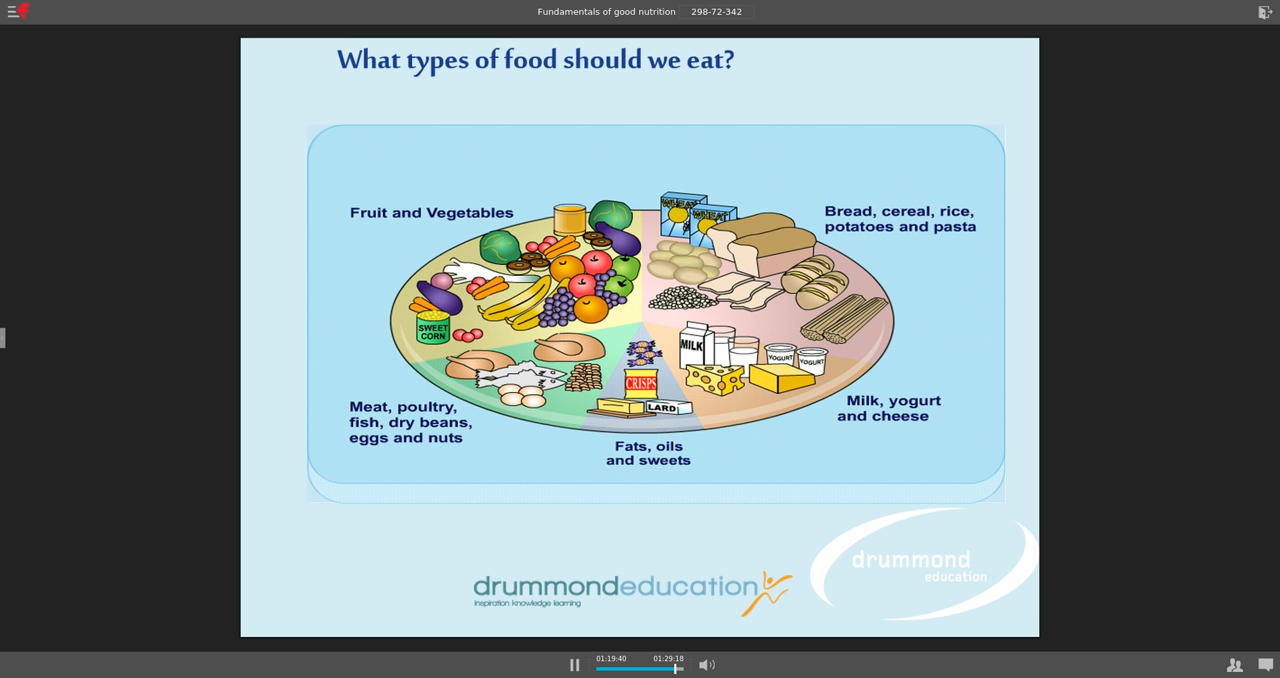 Fundamentals of good nutrition 298-72-342
What types of food should we eat?
Fruit and Vegetables
Bread, cereal, rice,
potatoes and pasta
WHEAT
WHEAT
SWEET
CORN
MILK
YOGURT
YOGURT
CRISPS
LARD
Meat, poultry,
fish, dry beans,
eggs and nuts
Milk, yogurt
and cheese
Fats, oils
and sweets
drummond
education
drummondeducation
inspiration knowledge learning
01:19:40 01:29:18